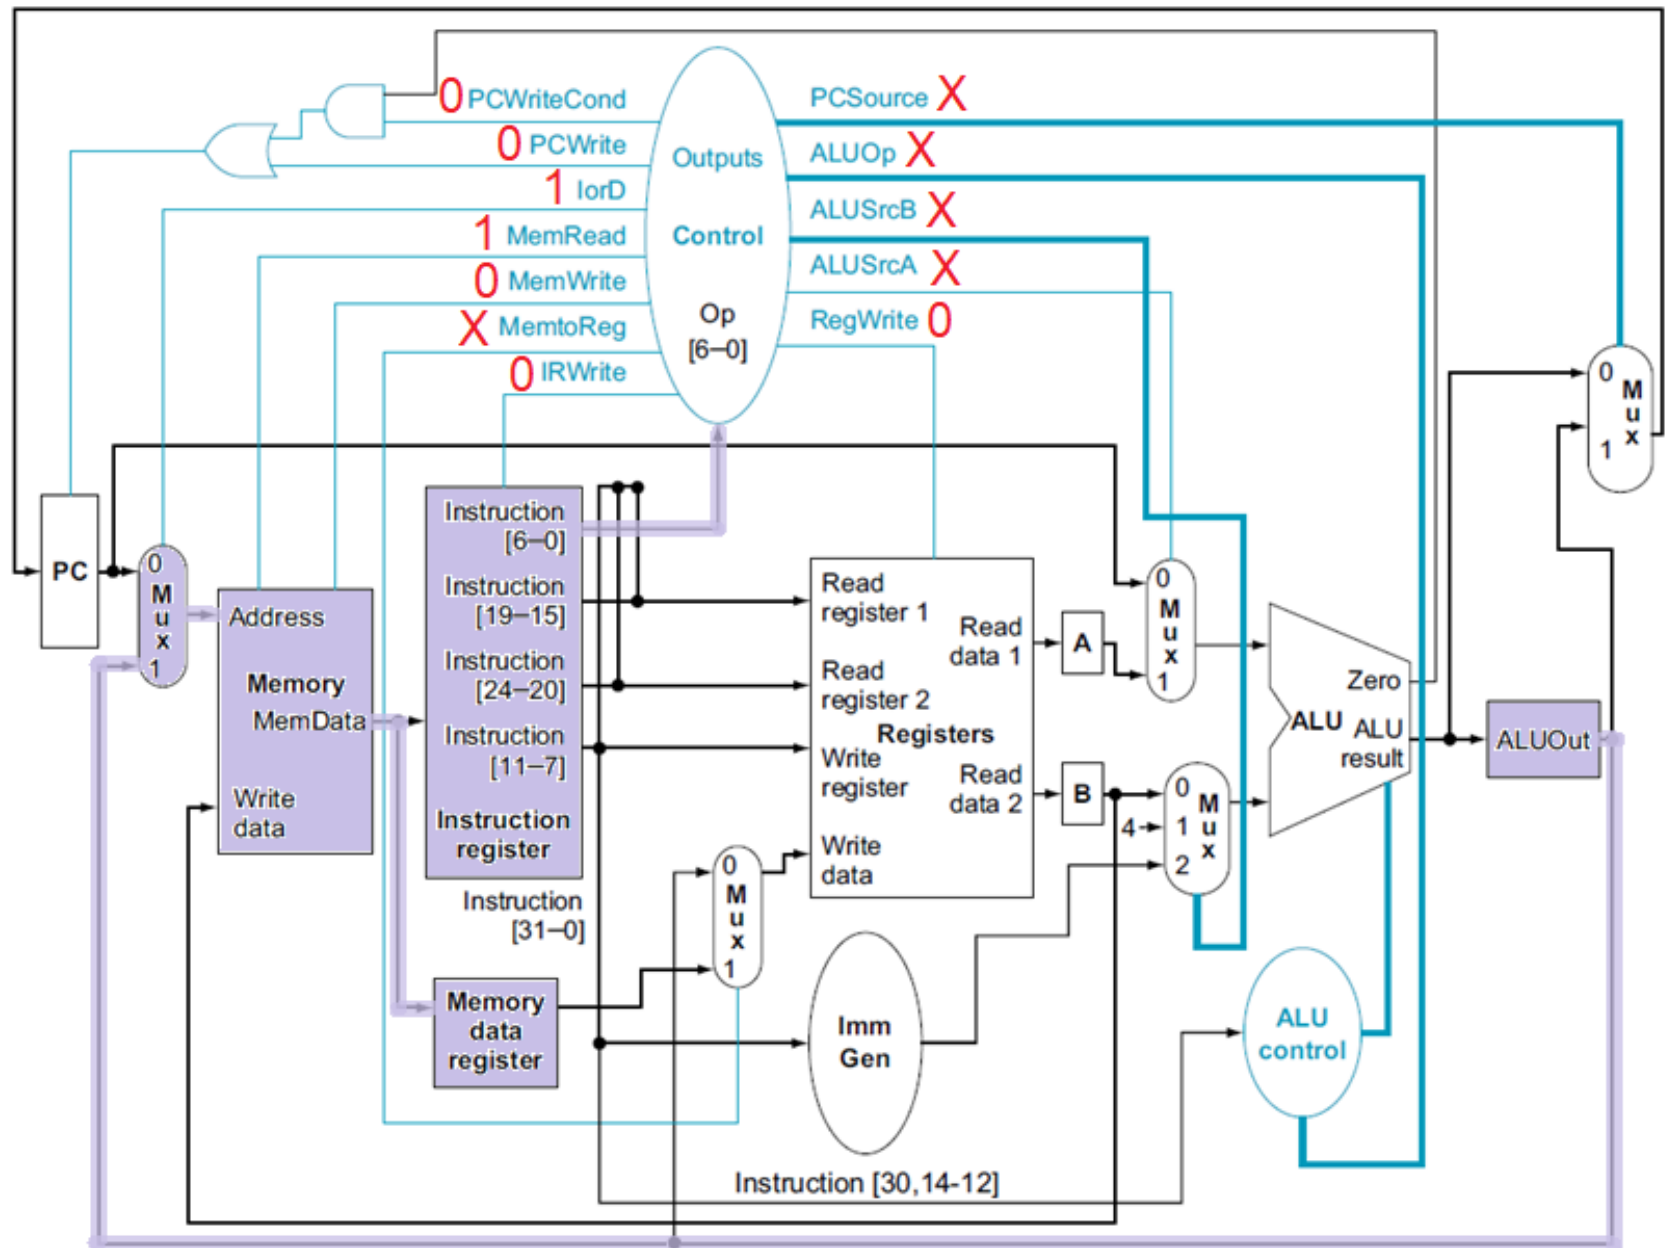 0 PCWriteCond
0 PCWrite
1 IorD
1 MemRead
0 MemWrite
X MemtoReg
0 IRWrite
Outputs
Control
Op
[6–0]
PCSource X
ALUOp X
ALUSrcB X
ALUSrcA X
RegWrite 0
0
M
u
x
1
PC
0
M
u
x
1
Address
Memory
MemData
Write
data
Instruction
[6–0]
Instruction
[19–15]
Instruction
[24–20]
Instruction
[11–7]
Instruction
register
Instruction
[31–0]
Memory
data
register
0
M
u
x
1
Read
register 1
Read
register 2
Registers
Write
register
Write
data
Read
data 1
Read
data 2
A
B
0
M
u
x
1
4
0
1
2
M
u
x
Imm
Gen
Zero
ALU
ALU
result
ALUOut
ALU
control
Instruction [30,14-12]